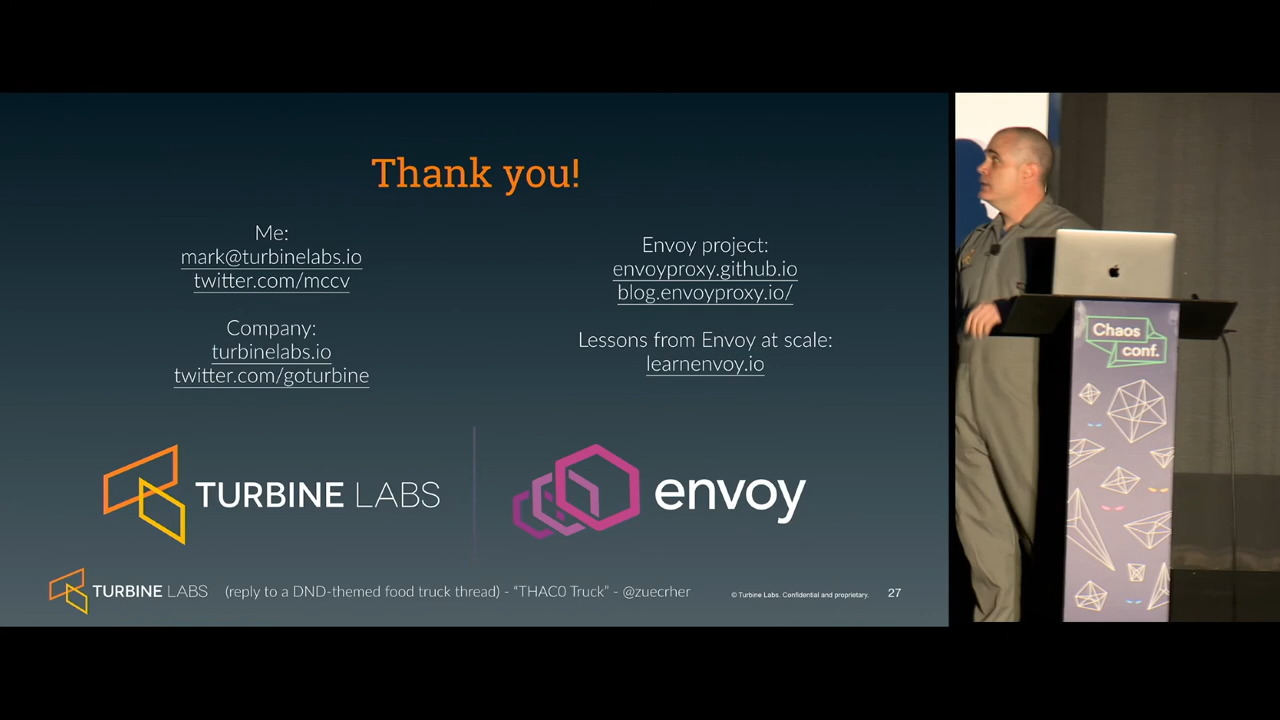 Thank you!
Me:
mark@turbinelabs.io
twitter.com/mccv
Company:
turbinelabs.io
twitter.com/goturbine
Envoy project:
envoyproxy.github.io
blog.envoyproxy.io/
Lessons from Envoy at scale:
learnenvoy.io
TURBINE LABS
envoy
TURBINE LABS
(reply to a DND-themed food truck thread) - “THAC0 Truck” - @zuecrher
© Turbine Labs. Confidential and proprietary.
27
Chaos
conf.